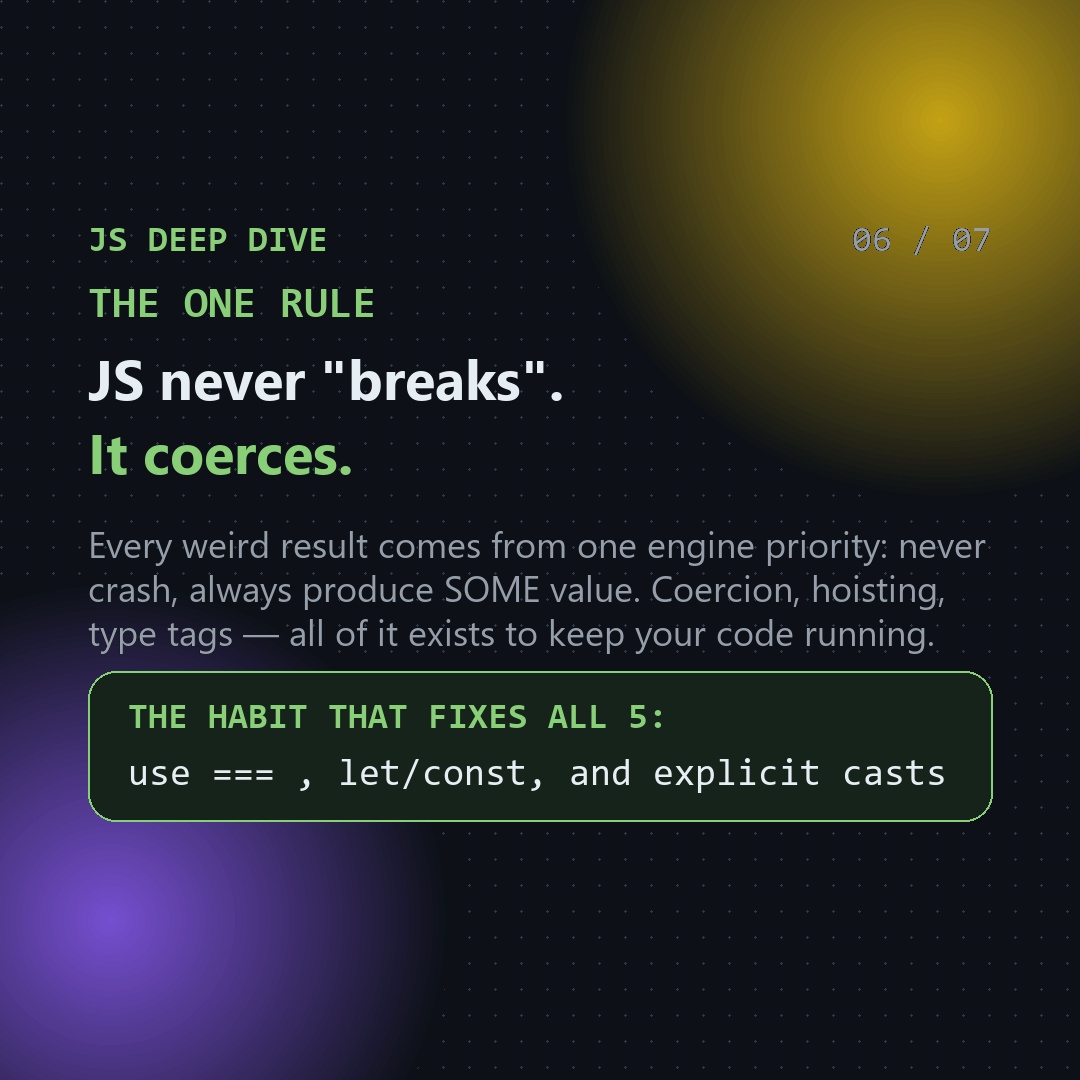 JS DEEP DIVE
06 / 07
THE ONE RULE
JS never "breaks".
It coerces.
Every weird result comes from one engine priority: never
crash, always produce SOME value. Coercion, hoisting,
type tags — all of it exists to keep your code running.
THE HABIT THAT FIXES ALL 5:
use === , let/const, and explicit casts